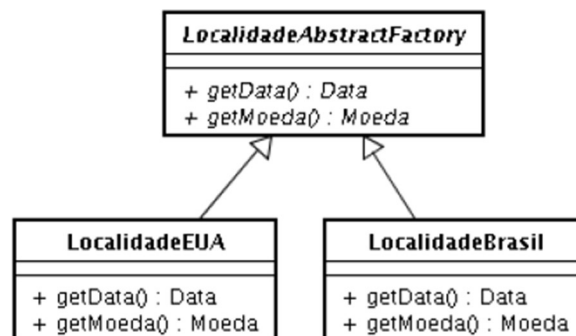 LocalidadeAbstractFactory
+ getData() : Data
+ getMoeda() : Moeda
LocalidadeEUA
+ getData() : Data
+ getMoeda() : Moeda
LocalidadeBrasil
+ getData() : Data
+ getMoeda() : Moeda